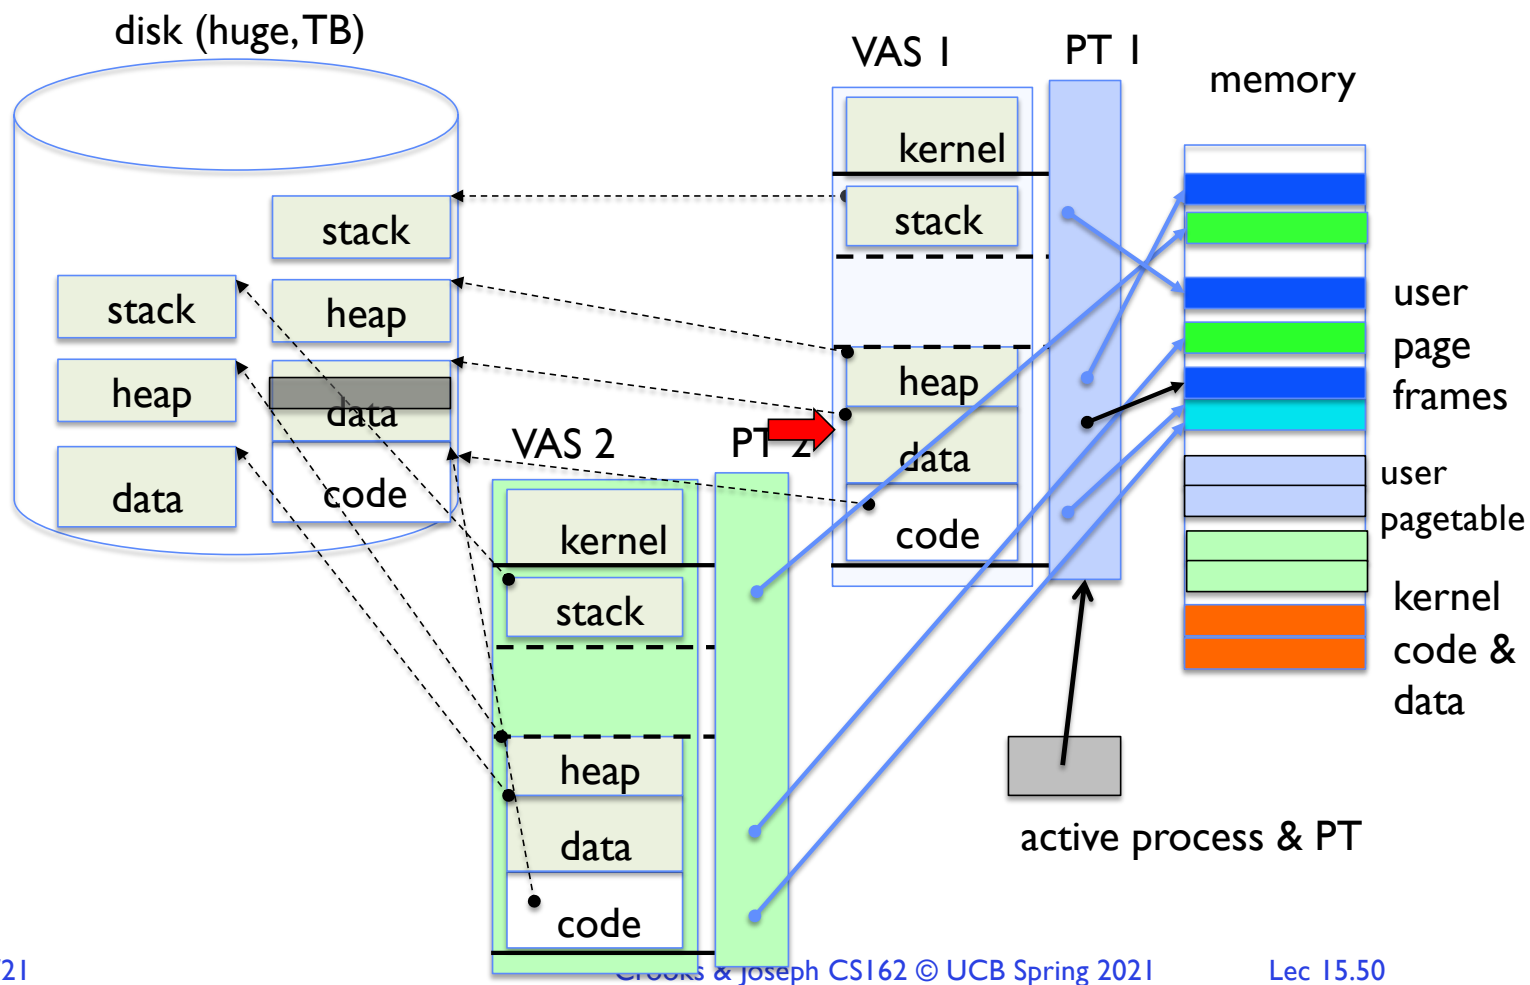 disk (huge, TB)
VAS 1
PT 1
memory
kernel
stack
stack
stack
heap
heap
heap
data
data
data
code
code
VAS 2
PT 2
kernel
stack
heap
data
code
user
page
frames
user
pagetable
kernel
code &
data
active process & PT
/21
Crooks & Joseph CS162 © UCB Spring 2021
Lec 15.50